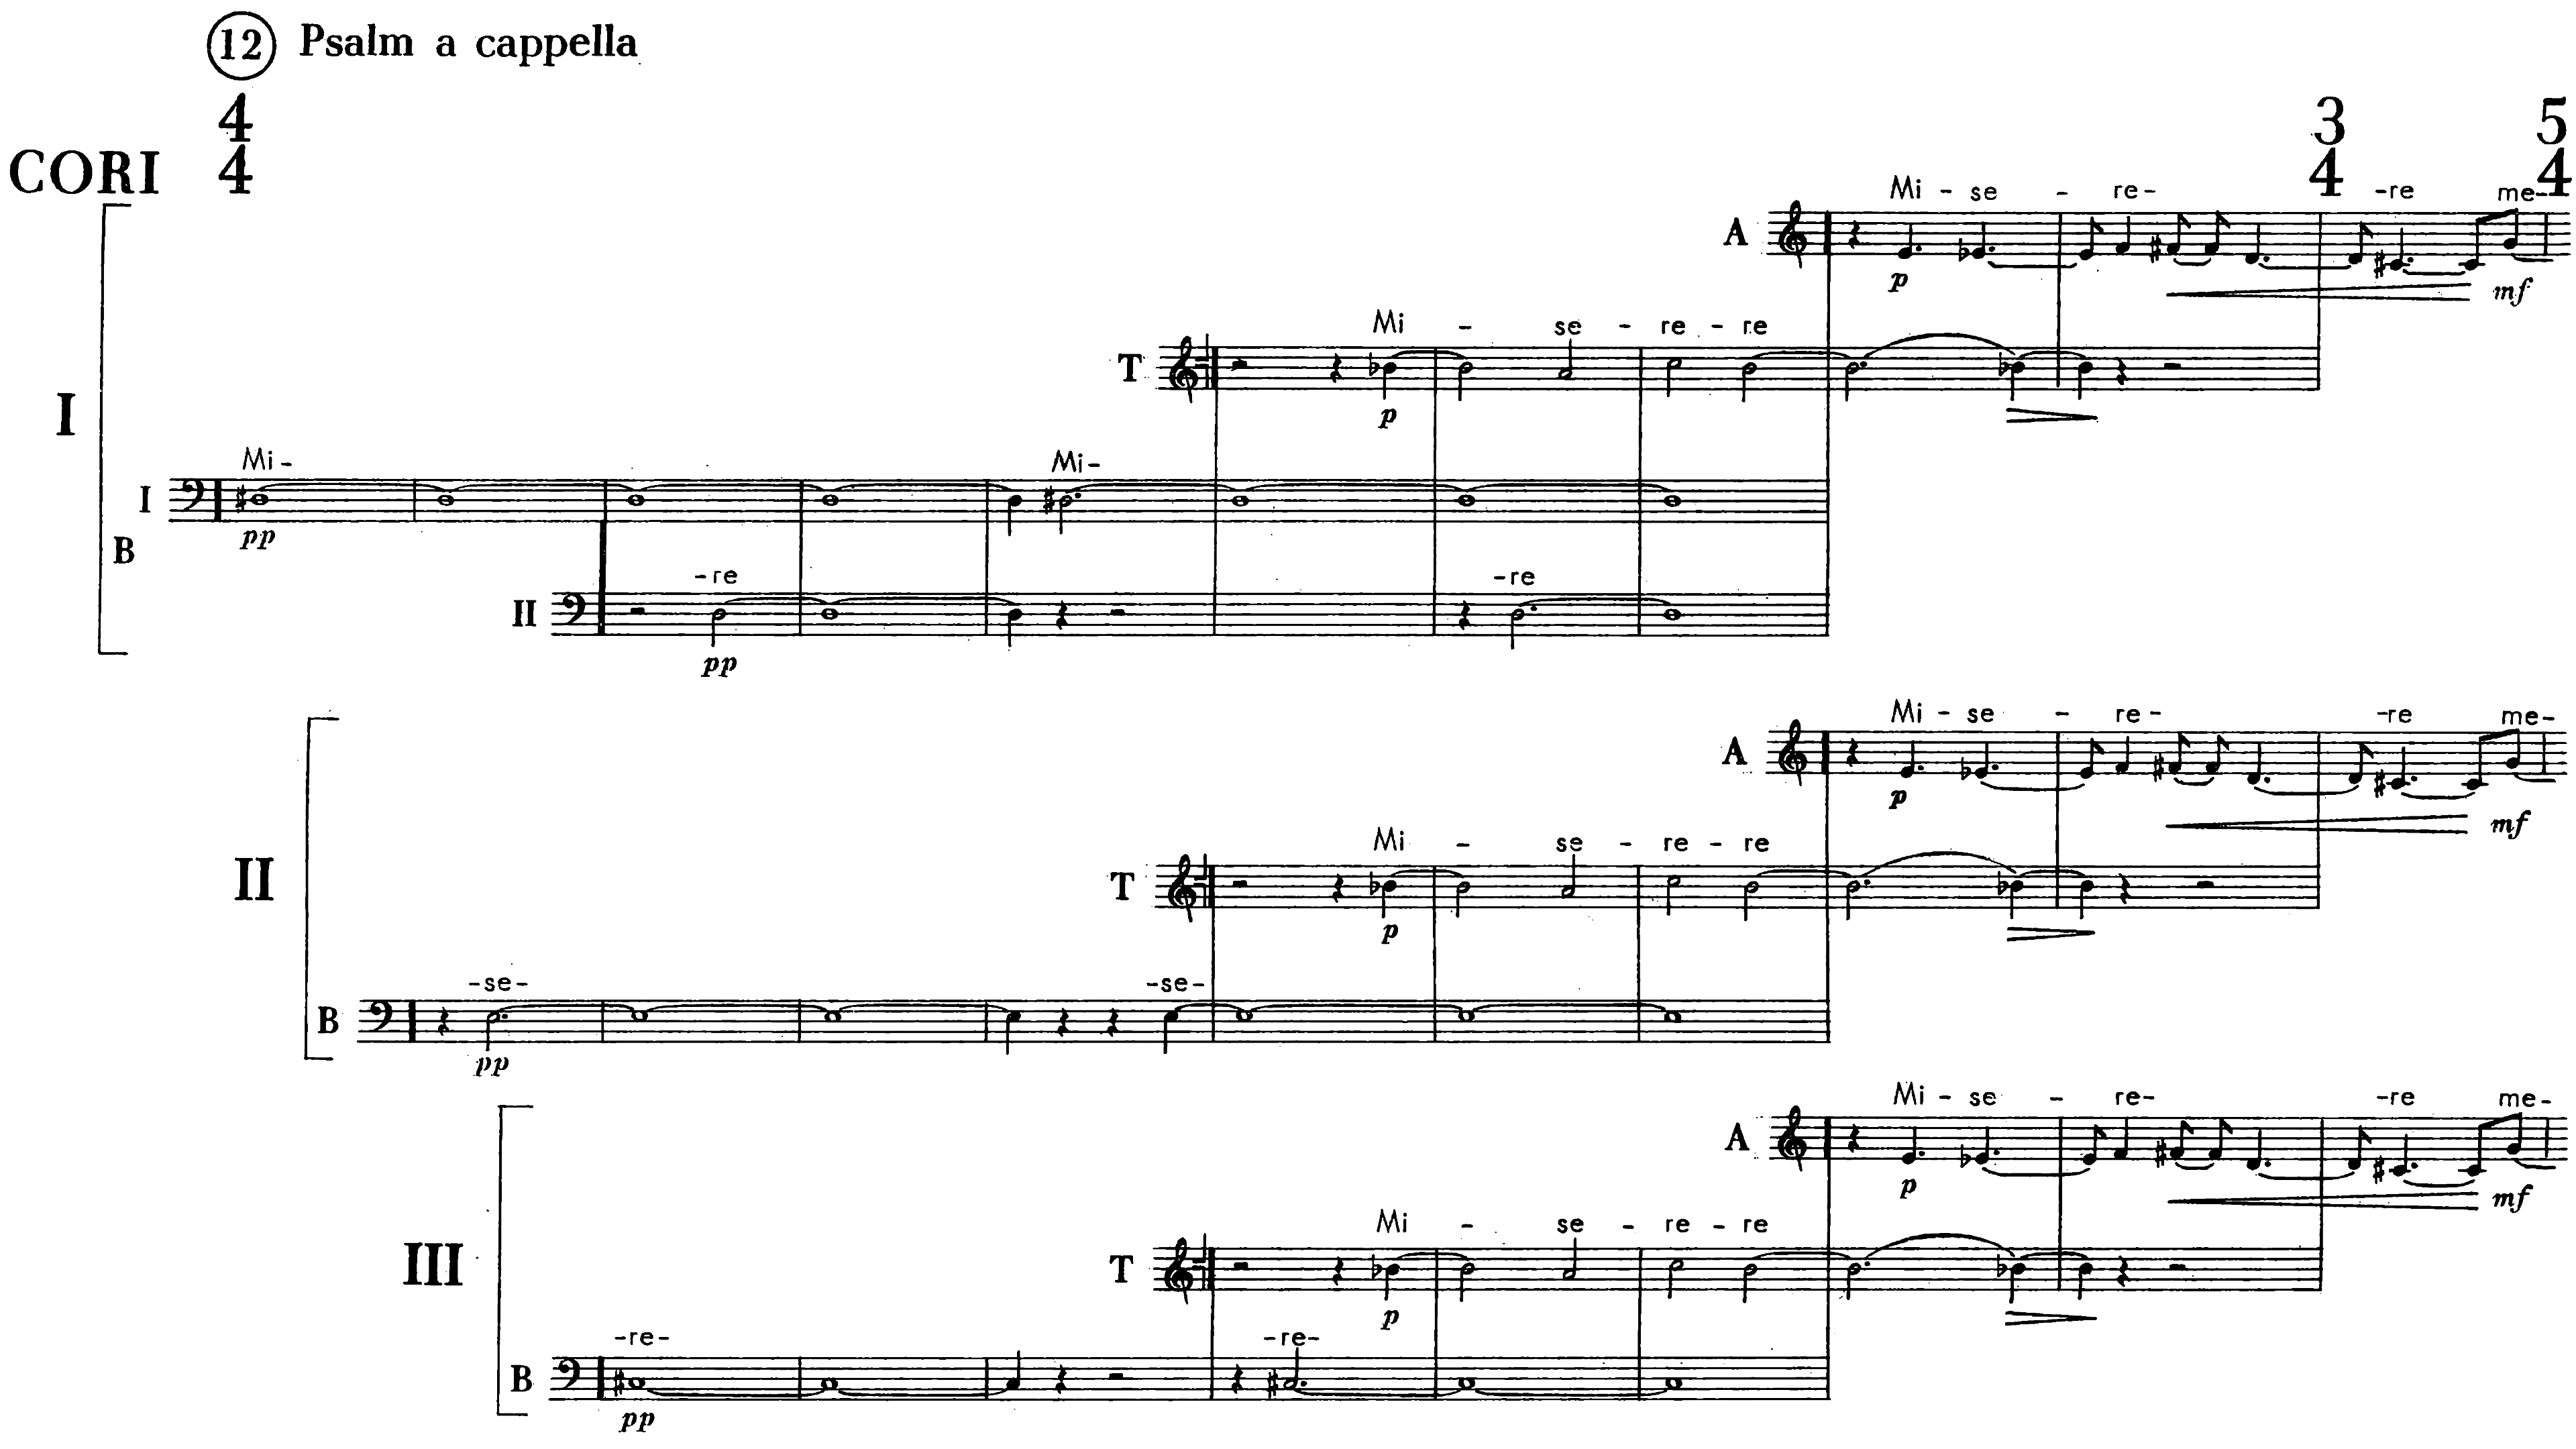 12 Psalm a cappella
4 3 5
CORI 4 4 4
Mi - se - re- -re me-
A
p mf
Mi - se - re - re
T
p
I
Mi- Mi-
I
pp
B
-re -re
II
pp
Mi - se - re- -re me-
A
p mf
Mi - se - re - re
II
T
p
-se- -se-
B
pp
Mi - se - re- -re me-
A
p mf
Mi - se - re - re
III
T
p
-re- -re-
B
pp